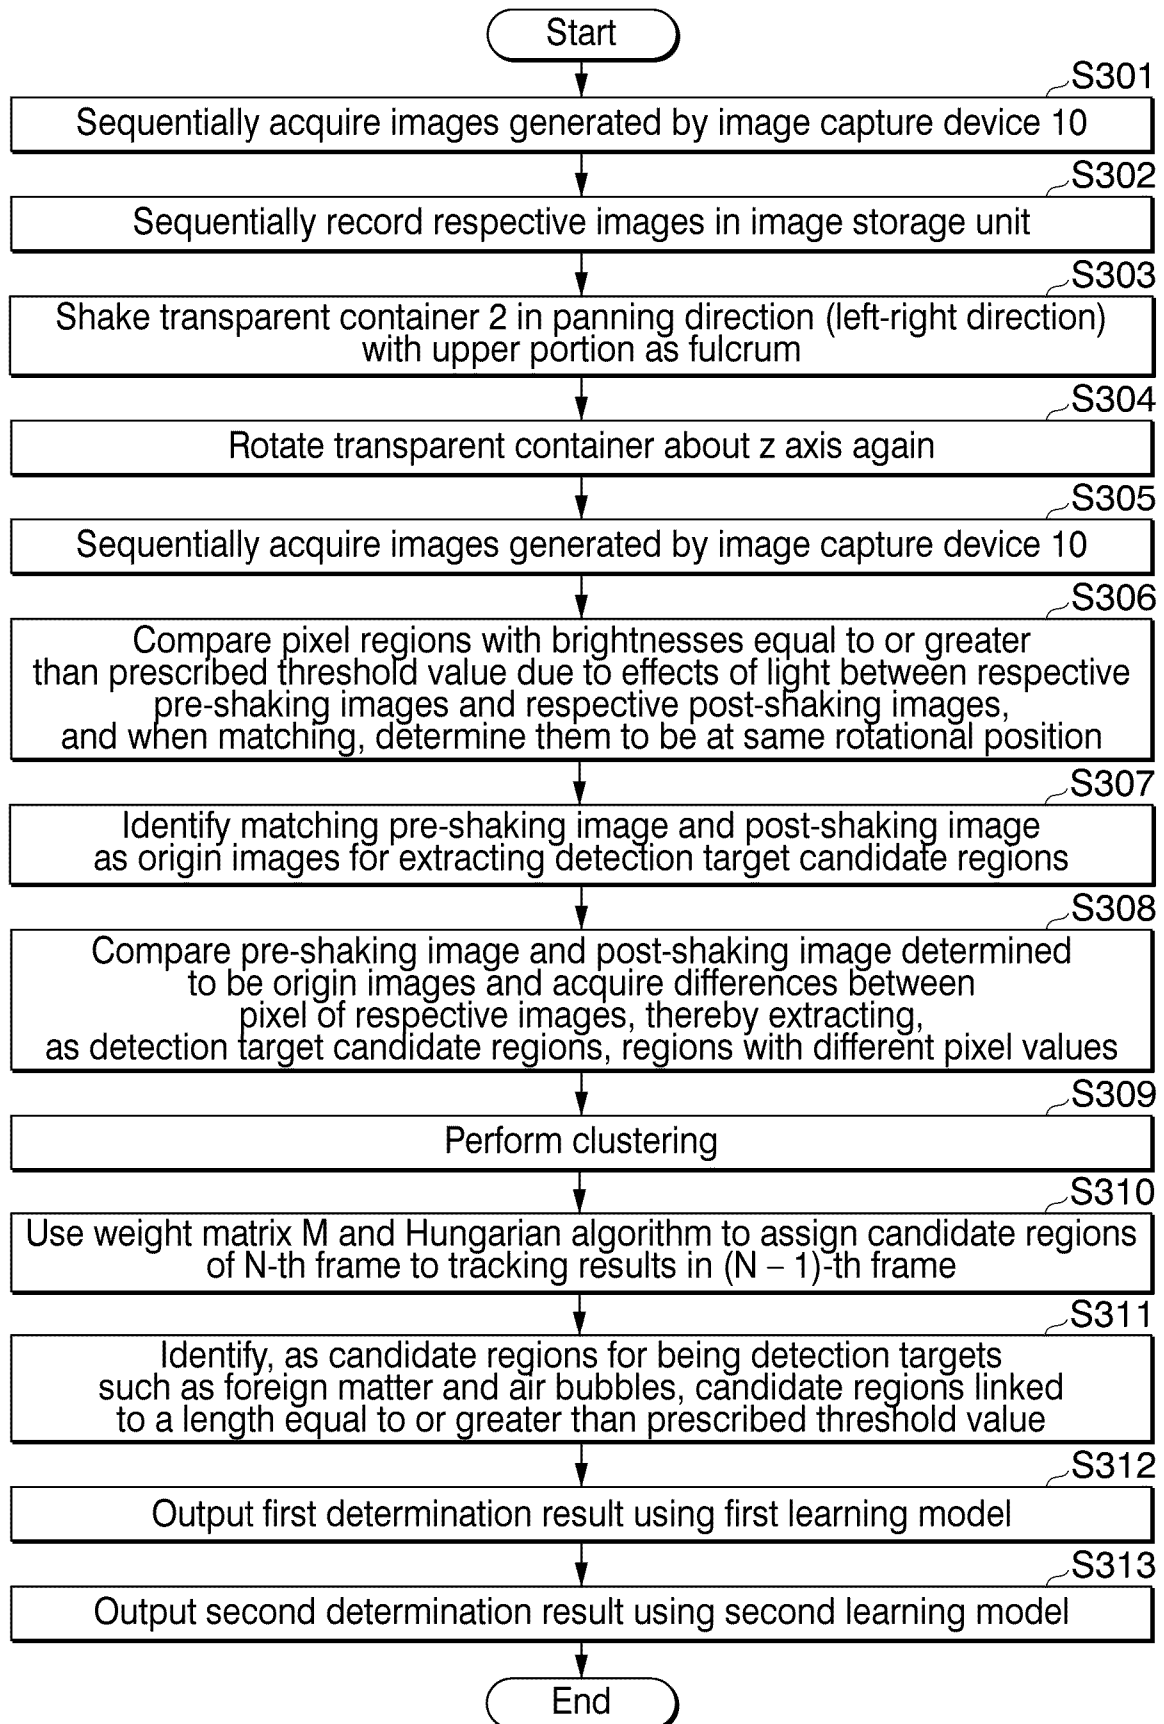 Start
S301
Sequentially acquire images generated by image capture device 10
S302
Sequentially record respective images in image storage unit
S303
Shake transparent container 2 in panning direction (left-right direction)
with upper portion as fulcrum
S304
Rotate transparent container about z axis again
S305
Sequentially acquire images generated by image capture device 10
S306
Compare pixel regions with brightnesses equal to or greater
than prescribed threshold value due to effects of light between respective
pre-shaking images and respective post-shaking images,
and when matching, determine them to be at same rotational position
S307
Identify matching pre-shaking image and post-shaking image
as origin images for extracting detection target candidate regions
S308
Compare pre-shaking image and post-shaking image determined
to be origin images and acquire differences between
pixel of respective images, thereby extracting,
as detection target candidate regions, regions with different pixel values
S309
Perform clustering
S310
Use weight matrix M and Hungarian algorithm to assign candidate regions
of N-th frame to tracking results in (N – 1)-th frame
S311
Identify, as candidate regions for being detection targets
such as foreign matter and air bubbles, candidate regions linked
to a length equal to or greater than prescribed threshold value
S312
Output first determination result using first learning model
S313
Output second determination result using second learning model
End